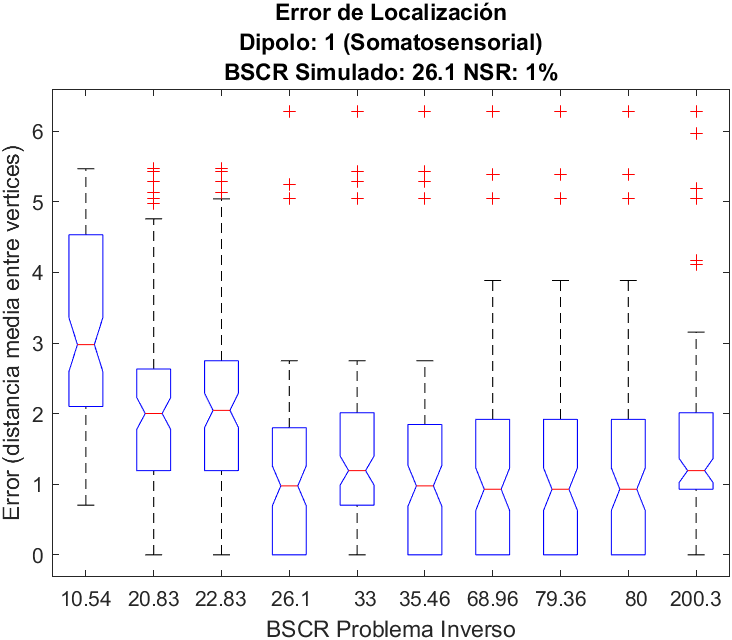 Error de Localización
Dipolo: 1 (Somatosensorial)
BSCR Simulado: 26.1 NSR: 1%
Error (distancia media entre vertices)
6
5
4
3
2
1
0
10.54 20.83 22.83 26.1 33 35.46 68.96 79.36 80 200.3
BSCR Problema Inverso